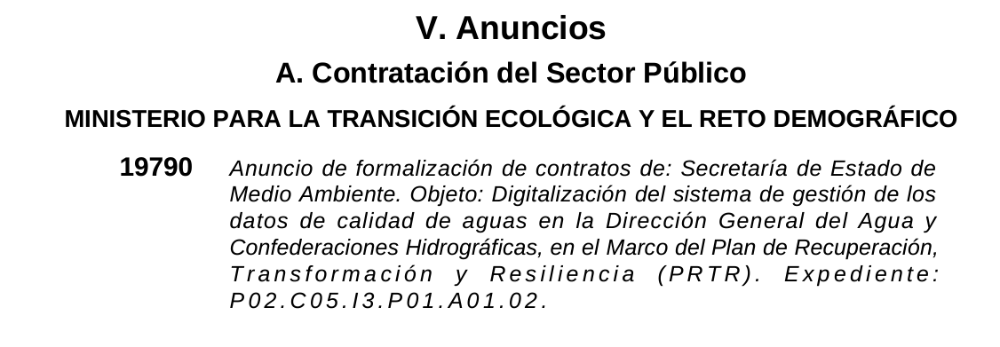 V. Anuncios
A. Contratación del Sector Público
MINISTERIO PARA LA TRANSICIÓN ECOLÓGICA Y EL RETO DEMOGRÁFICO
19790 Anuncio de formalización de contratos de: Secretaría de Estado de
Medio Ambiente. Objeto: Digitalización del sistema de gestión de los
datos de calidad de aguas en la Dirección General del Agua y
Confederaciones Hidrográficas, en el Marco del Plan de Recuperación,
Transformación y Resiliencia (PRTR). Expediente:
P02.C05.I3.P01.A01.02.